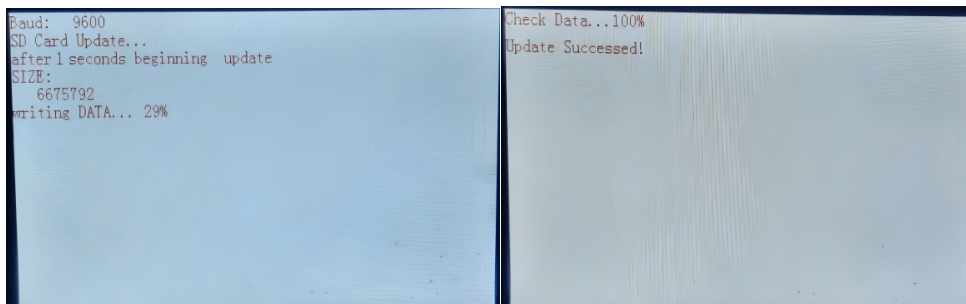 Baud:   9600
SD Card Update...
after 1 seconds beginning  update
SIZE:
6675792
writing DATA... 29%
Check Data...100%
Update Successed!